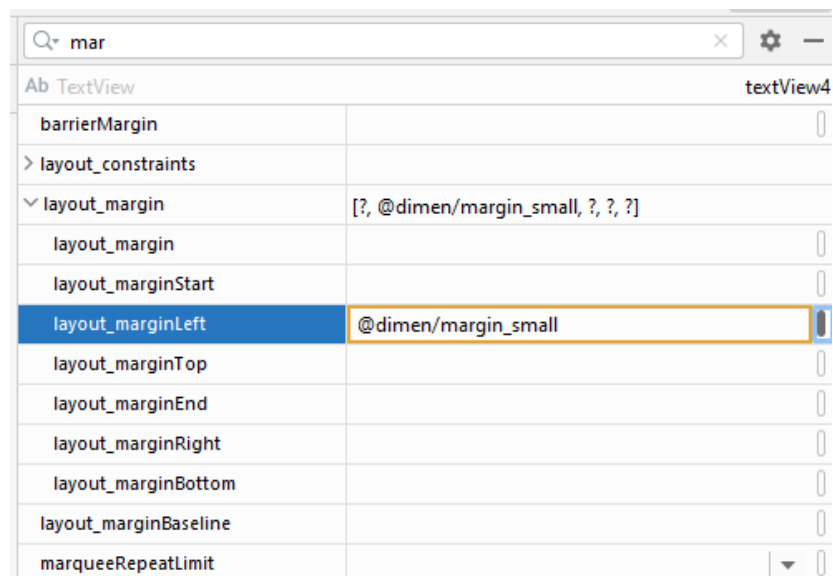 mar
Ab TextView textView4
barrierMargin
layout_constraints
layout_margin [?, @dimen/margin_small, ?, ?, ?]
layout_margin
layout_marginStart
layout_marginLeft @dimen/margin_small
layout_marginTop
layout_marginEnd
layout_marginRight
layout_marginBottom
layout_marginBaseline
marqueeRepeatLimit